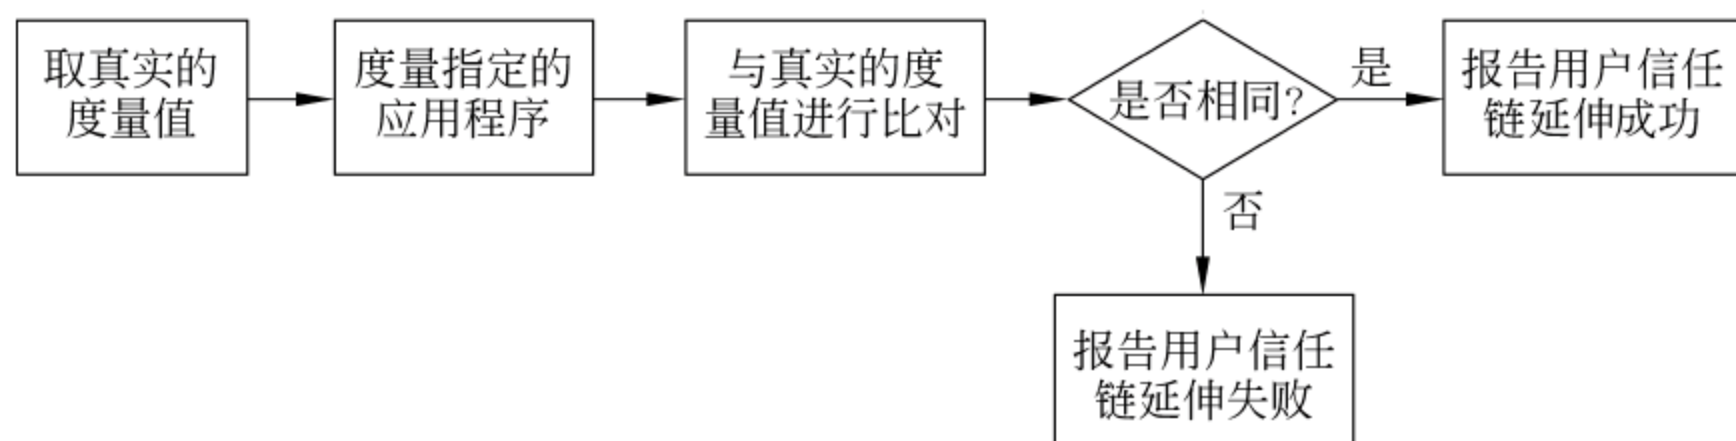 取真实的
度量值
度量指定的
应用程序
与真实的度
量值进行比对
是否相同?
是
报告用户信任
链延伸成功
否
报告用户信任
链延伸失败